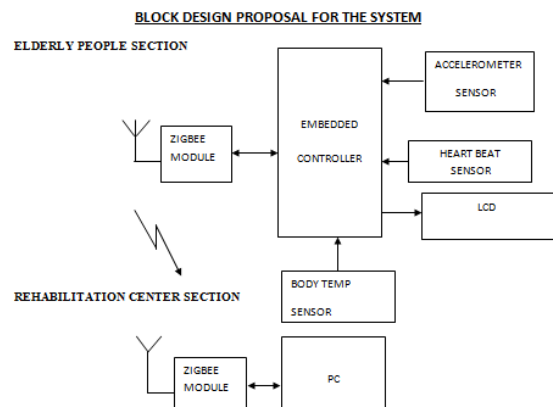 BLOCK DESIGN PROPOSAL FOR THE SYSTEM
ELDERLY PEOPLE SECTION
ACCELEROMETER
SENSOR
EMBEDDED
CONTROLLER
ZIGBEE
MODULE
HEART BEAT
SENSOR
LCD
BODY TEMP
SENSOR
REHABILITATION CENTER SECTION
ZIGBEE
MODULE
PC